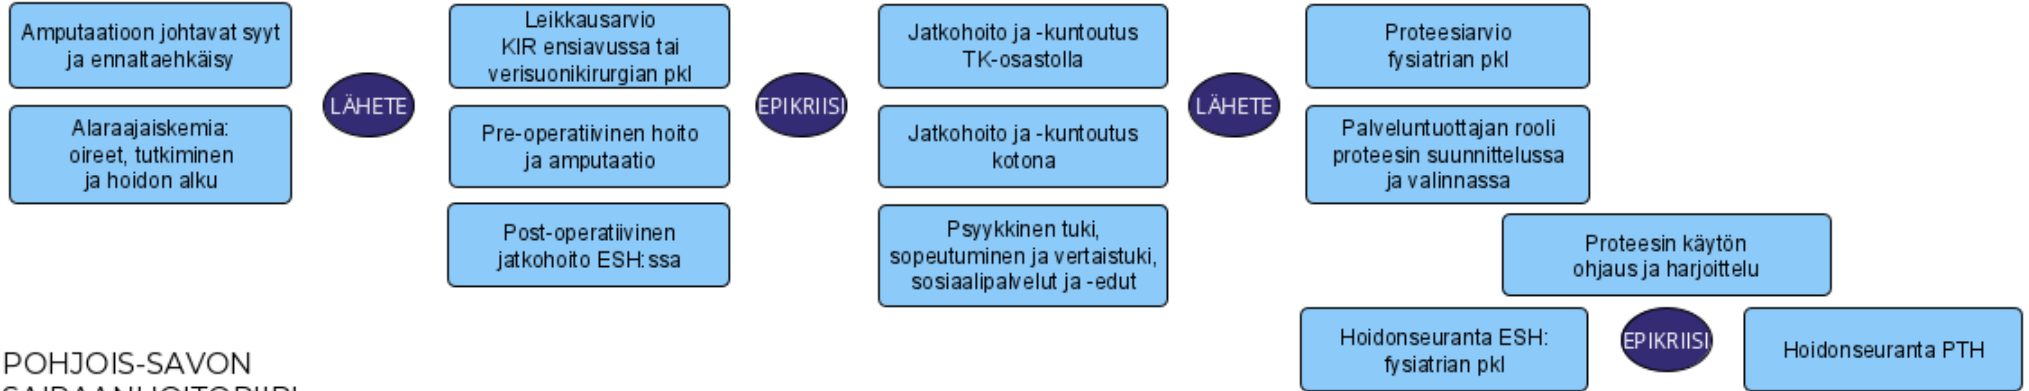 Amputaatioon johtavat syyt
ja ennaltaehkäisy
Alaraajaiskemia:
oireet, tutkiminen
ja hoidon alku
LÄHETE
Leikkausarvio
KIR ensiavussa tai
verisuonikirurgian pkl
Pre-operatiivinen hoito
ja amputaatio
Post-operatiivinen
jatkohoito ESH:ssa
EPIKRIISI
Jatkohoito ja -kuntoutus
TK-osastolla
Jatkohoito ja -kuntoutus
kotona
Psyykkinen tuki,
sopeutuminen ja vertaistuki,
sosiaalipalvelut ja -edut
LÄHETE
Proteesiarvio
fysiatrian pkl
Palveluntuottajan rooli
proteesin suunnittelussa
ja valinnassa
Proteesin käytön
ohjaus ja harjoittelu
Hoidonseuranta ESH:
fysiatrian pkl
EPIKRIISI
Hoidonseuranta PTH
POHJOIS-SAVON
SAIRAANHOITOPIIRI